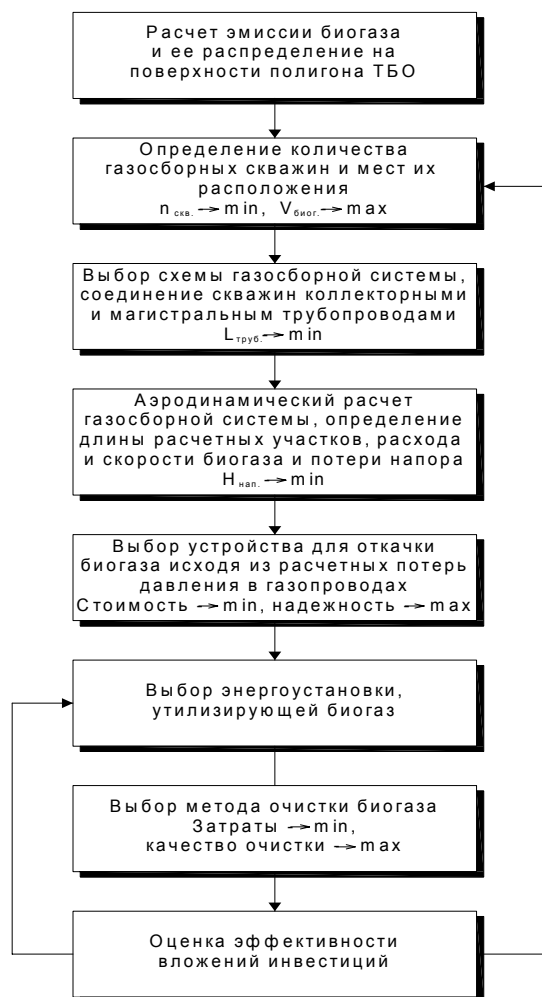 Расчет эмиссии биогаза
и ее распределение на
поверхности полигона ТБО
Определение количества
газосборных скважин и мест их
расположения
n скв. → min, V биог. → max
Выбор схемы газосборной системы,
соединение скважин коллекторными
и магистральным трубопроводами
L труб. → min
Аэродинамический расчет
газосборной системы, определение
длины расчетных участков, расхода
и скорости биогаза и потери напора
H нап. → min
Выбор устройства для откачки
биогаза исходя из расчетных потерь
давления в газопроводах
Стоимость → min, надежность → max
Выбор энергоустановки,
утилизирующей биогаз
Выбор метода очистки биогаза
Затраты → min,
качество очистки → max
Оценка эффективности
вложений инвестиций